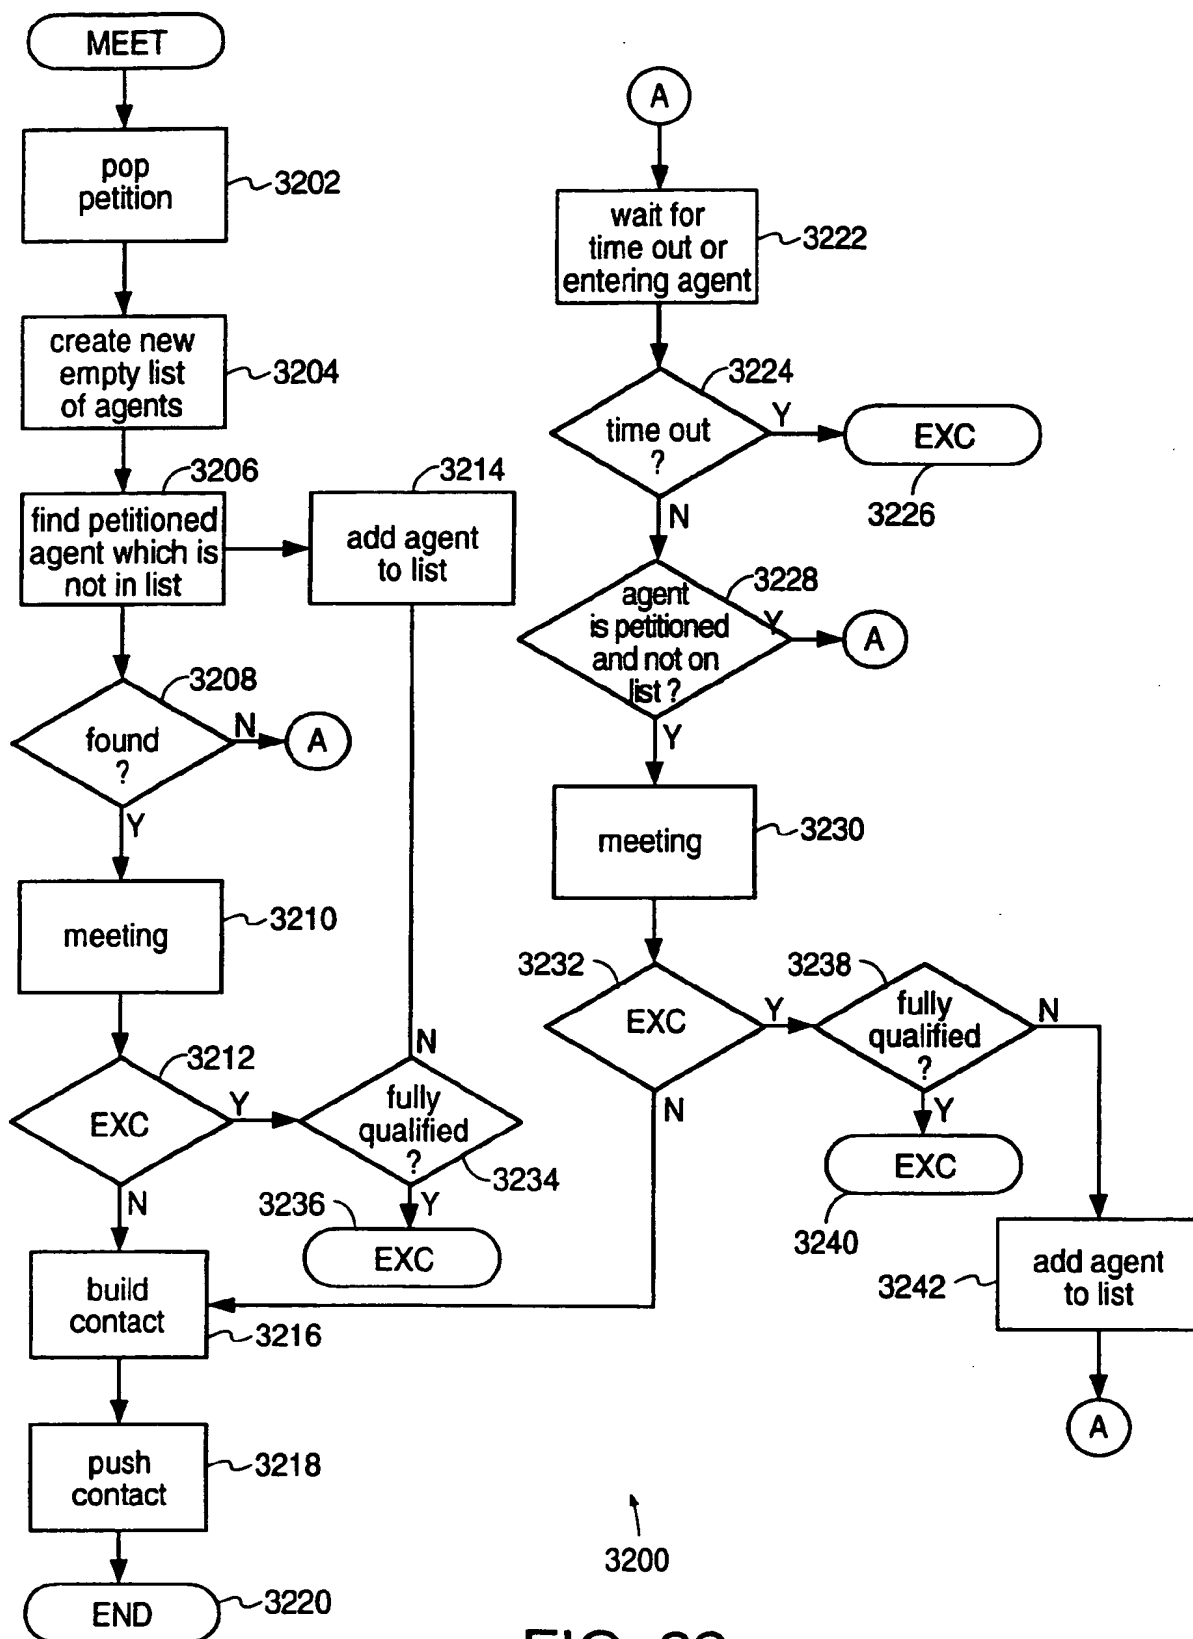 MEET
pop
petition
3202
create new
empty list
of agents
3204
3206
find petitioned
agent which is
not in list
3214
add agent
to list
3208
found
?
N
A
Y
meeting
3210
3212
EXC
Y
N
fully
qualified
?
3234
N
Y
3236
EXC
build
contact
3216
push
contact
3218
END
3220
A
wait for
time out or
entering agent
3222
3224
time out
?
Y
EXC
3226
N
3228
agent
is petitioned
and not on
list ?
Y
A
Y
meeting
3230
3232
EXC
Y
N
3238
fully
qualified
?
N
Y
EXC
3240
3242
add agent
to list
A
3200